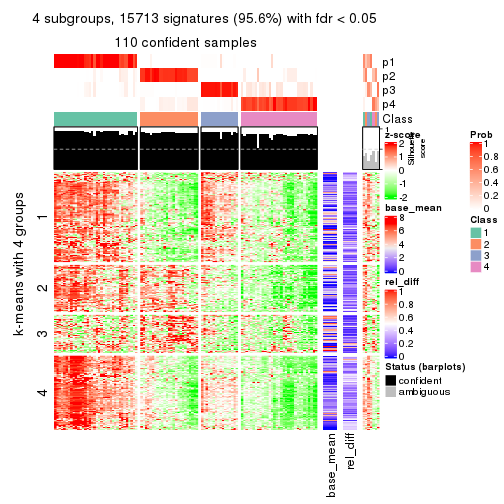 4 subgroups, 15713 signatures (95.6%) with fdr < 0.05
110 confident samples
p1
p2
p3
p4
Class
1
Silhouette
score
k-means with 4 groups
1
2
3
4
base_mean
rel_diff
z-score
2
1
0
-1
-2
base_mean
8
6
4
2
0
rel_diff
1
0.8
0.6
0.4
0.2
0
Status (barplots)
confident
ambiguous
Prob
1
0.8
0.6
0.4
0.2
0
Class
1
2
3
4